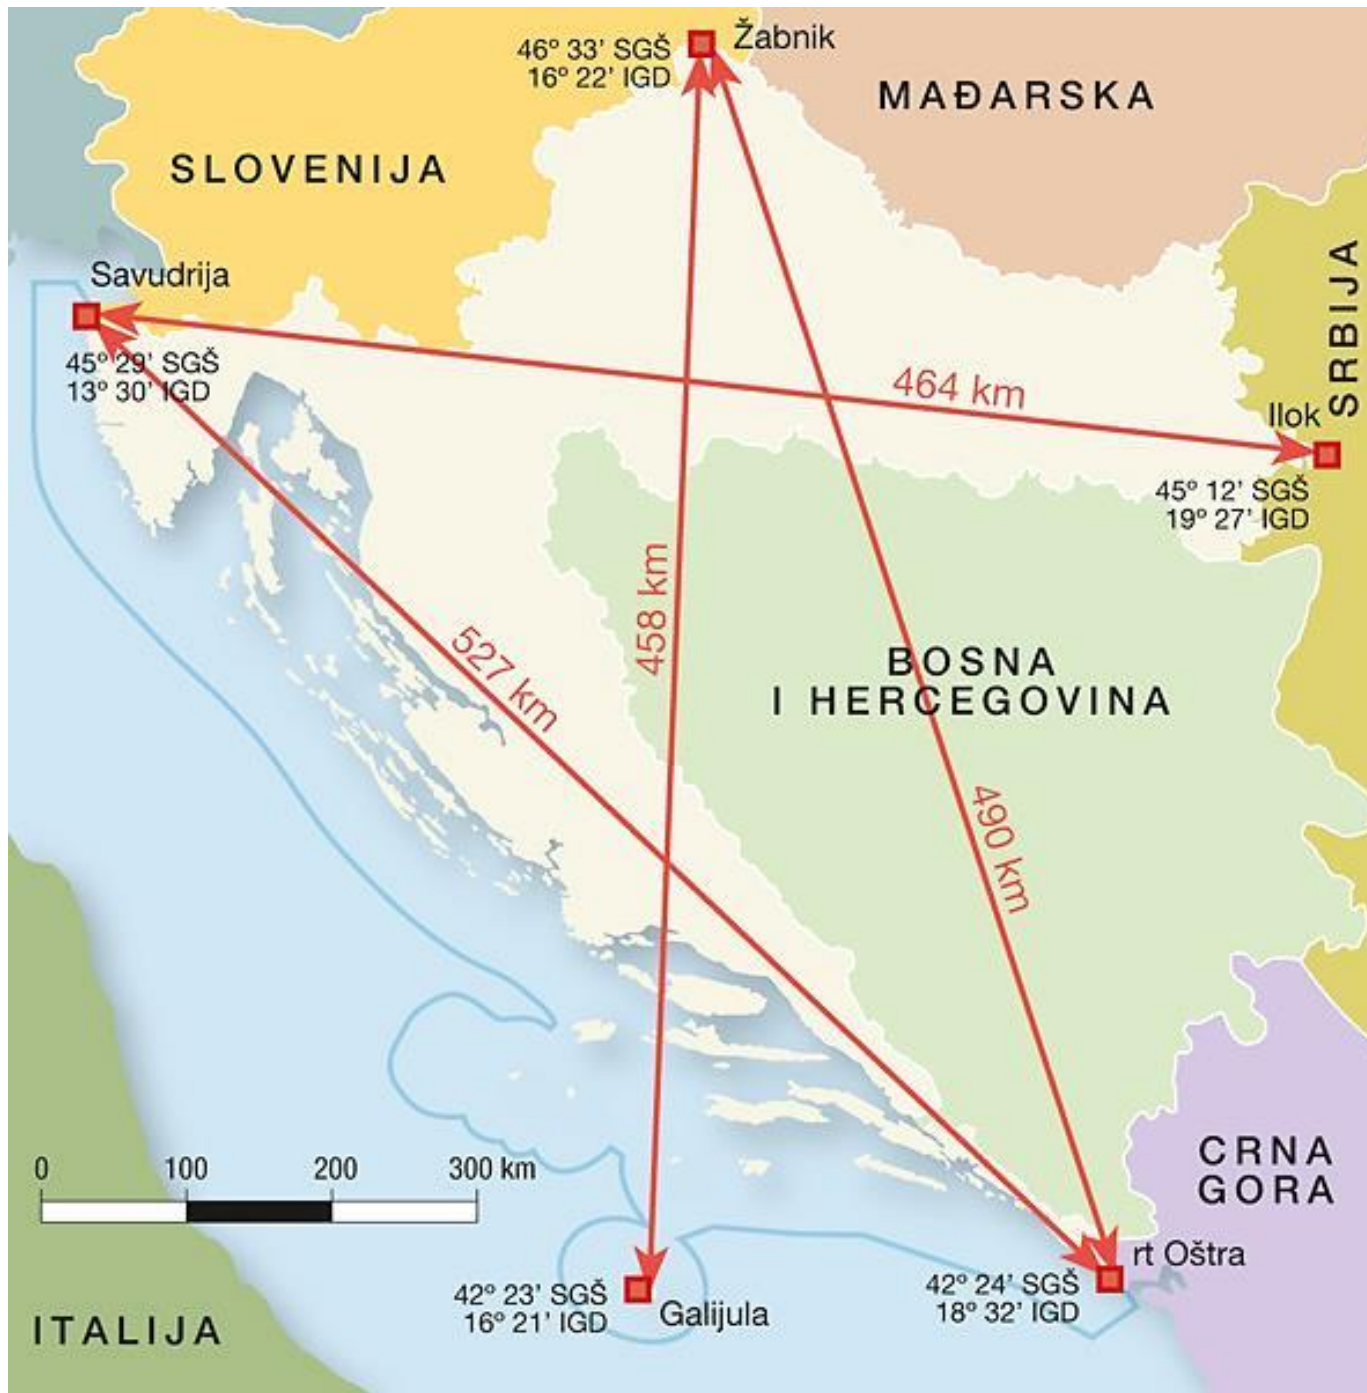 46° 33’ SGŠ
16° 22’ IGD
Žabnik
MAĐARSKA
SLOVENIJA
SRBIJA
Savudrija
45° 29’ SGŠ
13° 30’ IGD
464 km
Ilok
45° 12’ SGŠ
19° 27’ IGD
458 km
527 km
BOSNA
I HERCEGOVINA
490 km
0 100 200 300 km
CRNA
GORA
rt Oštra
42° 24’ SGŠ
18° 32’ IGD
42° 23’ SGŠ
16° 21’ IGD
Galijula
ITALIJA